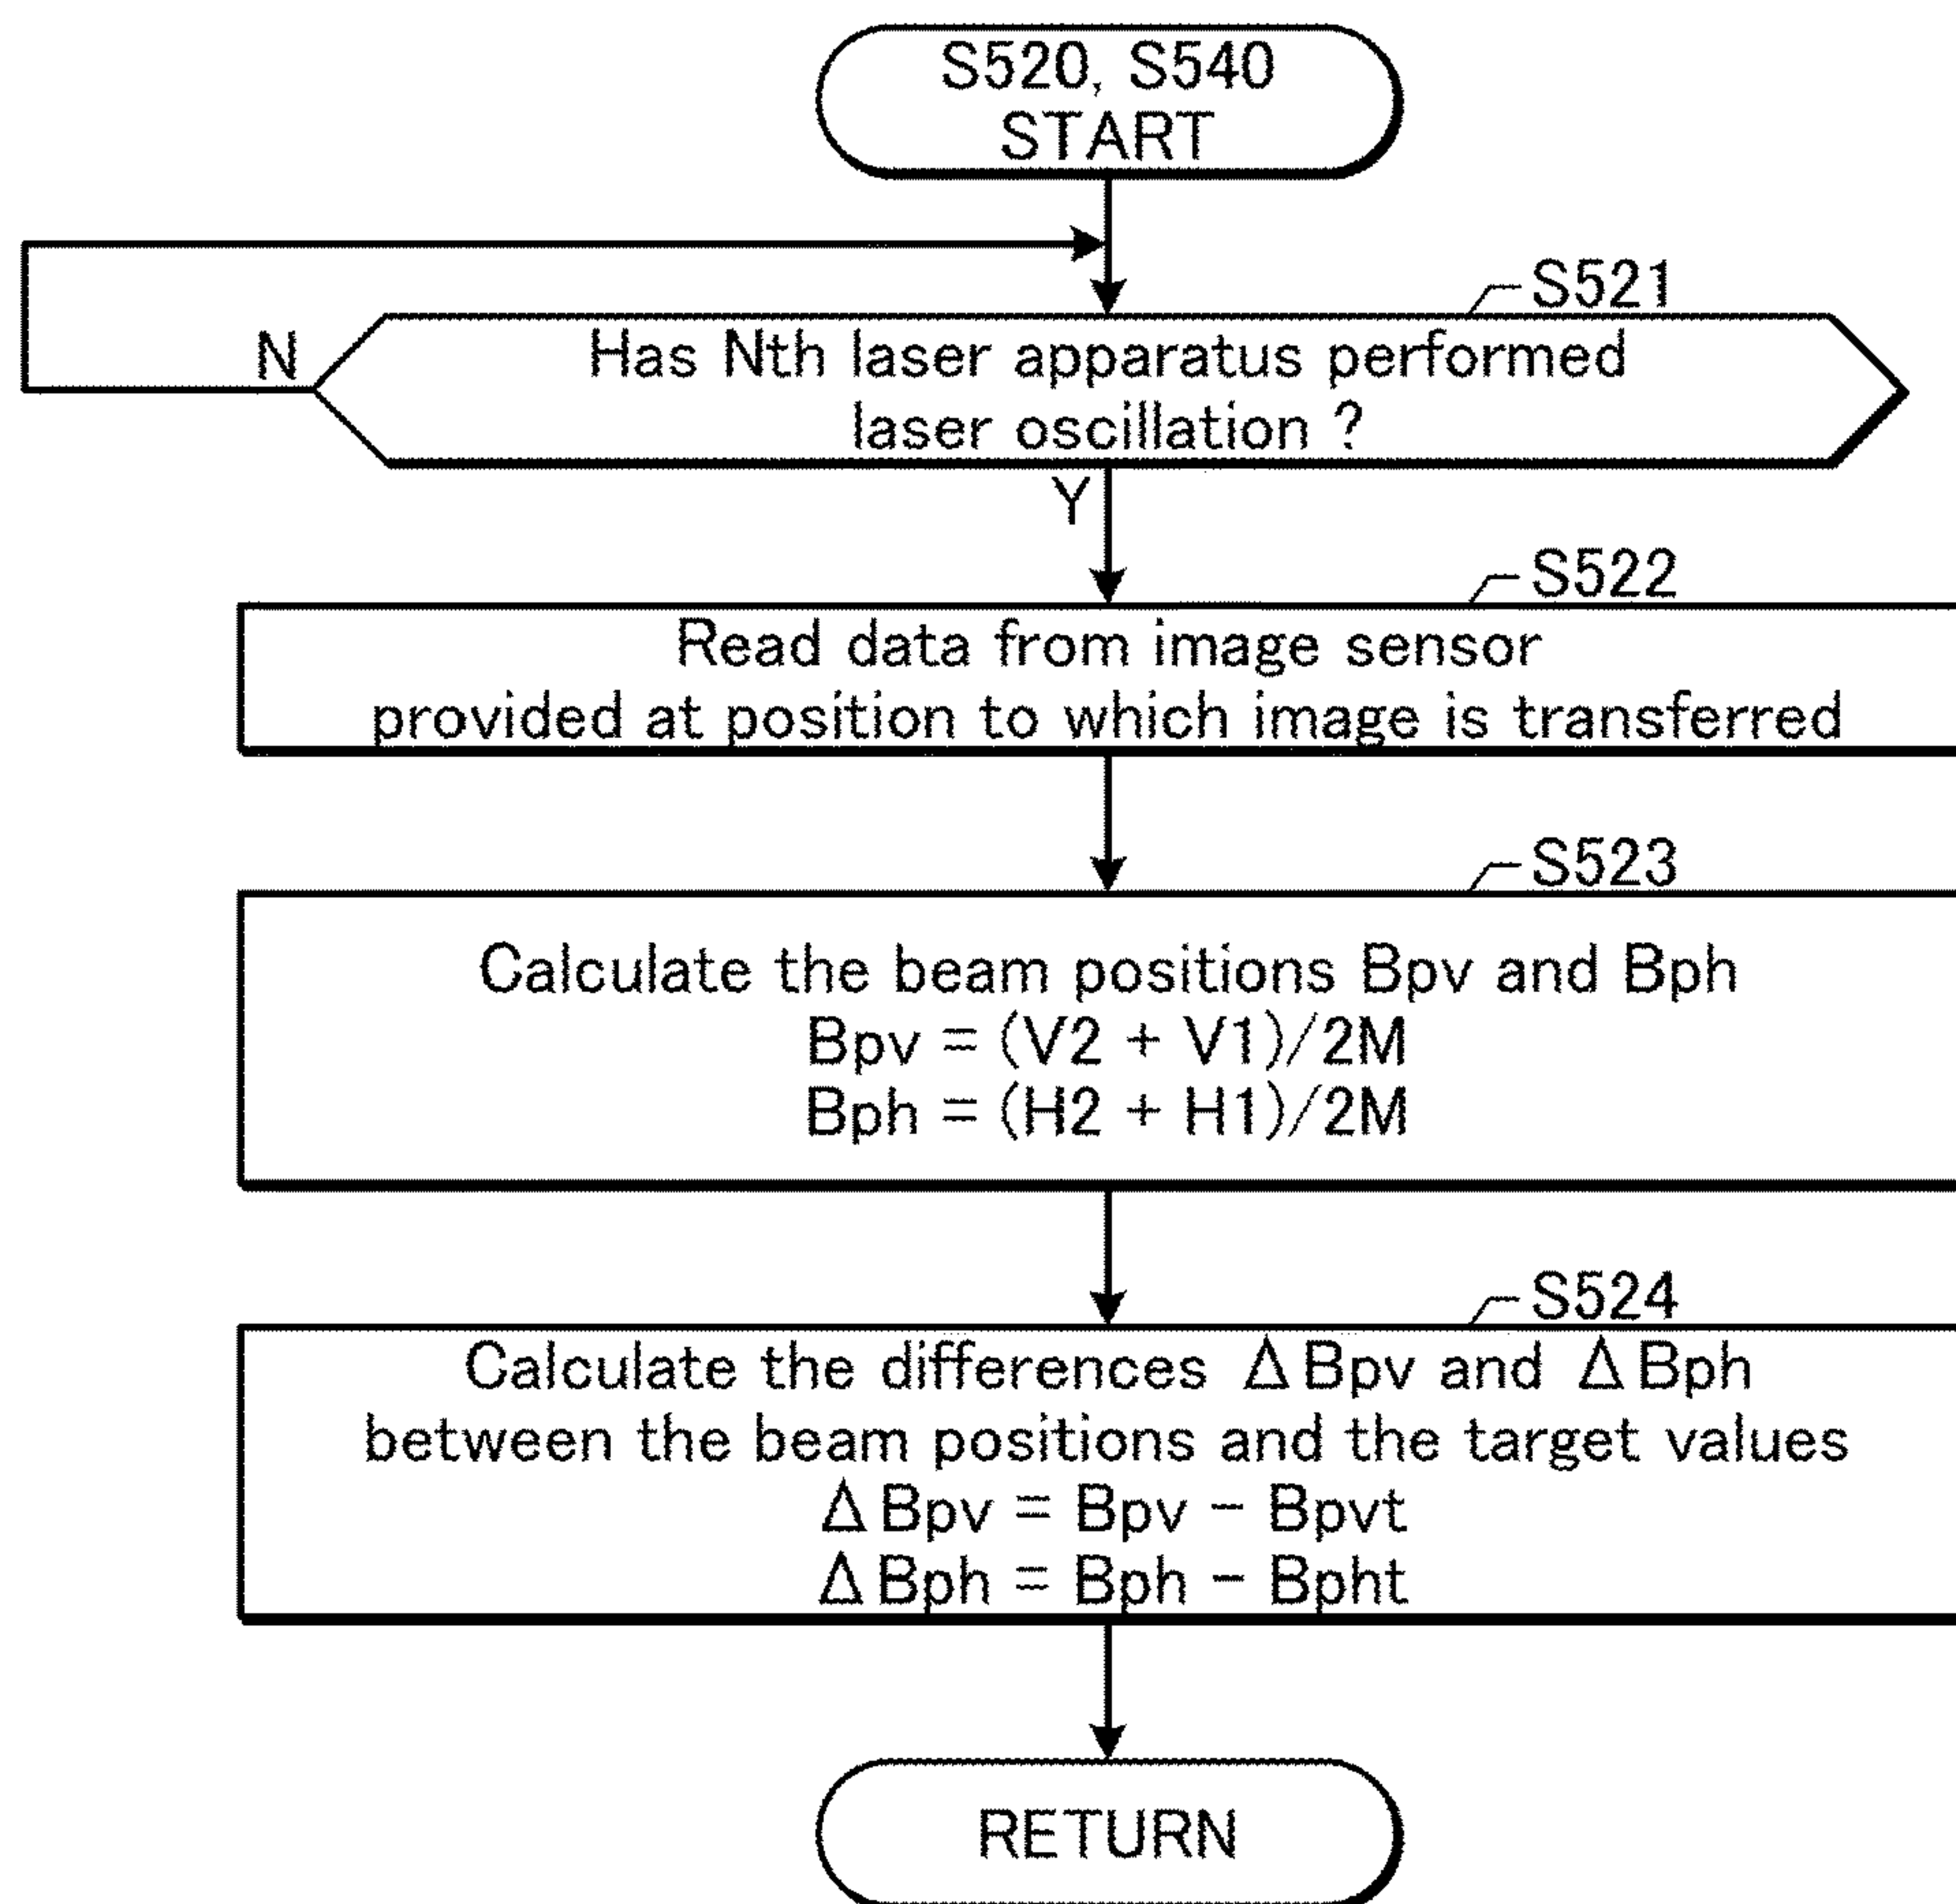 S520, S540
START
S521
N
Has Nth laser apparatus performed
laser oscillation ?
Y
S522
Read data from image sensor
provided at position to which image is transferred
S523
Calculate the beam positions Bpv and Bph
Bpv = (V2 + V1)/2M
Bph = (H2 + H1)/2M
S524
Calculate the differences ΔBpv and ΔBph
between the beam positions and the target values
ΔBpv = Bpv - Bpvt
ΔBph = Bph - Bpht
RETURN